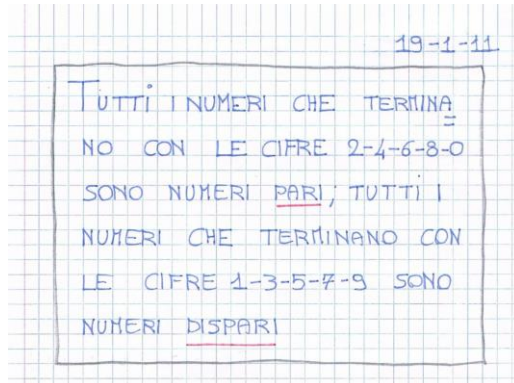 19-1-11
TUTTI I NUMERI CHE TERMINA=
NO CON LE CIFRE 2-4-6-8-0
SONO NUMERI PARI; TUTTI I
NUMERI CHE TERMINANO CON
LE CIFRE 1-3-5-7-9 SONO
NUMERI DISPARI